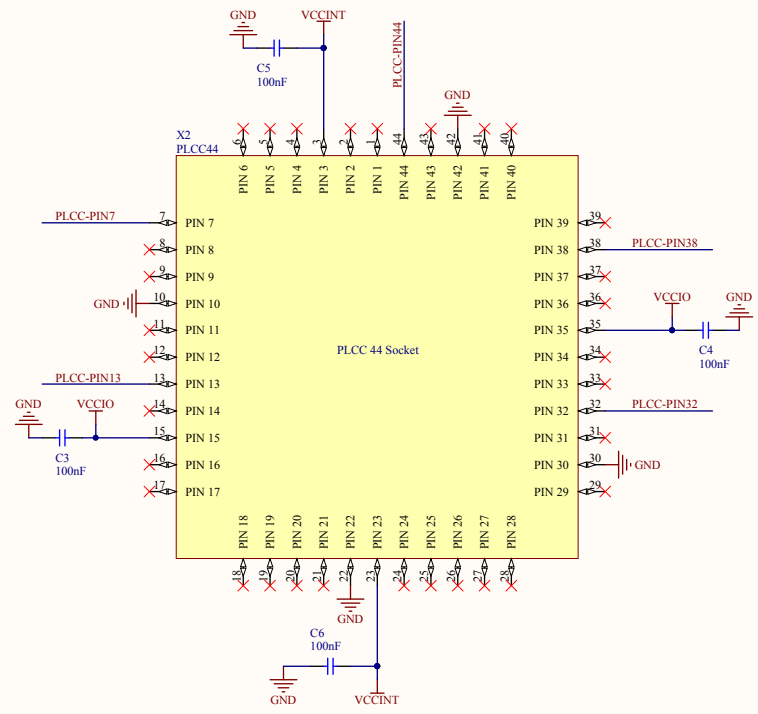 GND
VCCINT
C5
100nF
PLCC-PIN44
GND
X2
PLCC44
6
5
4
3
2
1
44
43
42
41
40
PIN 6
PIN 5
PIN 4
PIN 3
PIN 2
PIN 1
PIN 44
PIN 43
PIN 42
PIN 41
PIN 40
PLCC-PIN7
7
PIN 7
PIN 39
39
8
PIN 8
PIN 38
38
PLCC-PIN38
9
PIN 9
PIN 37
37
GND
10
PIN 10
PIN 36
36
VCCIO
GND
11
PIN 11
PIN 35
35
C4
100nF
PLCC 44 Socket
12
PIN 12
PIN 34
34
PLCC-PIN13
13
PIN 13
PIN 33
33
GND
VCCIO
14
PIN 14
PIN 32
32
PLCC-PIN32
15
PIN 15
PIN 31
31
C3
100nF
16
PIN 16
PIN 30
30
GND
17
PIN 17
PIN 29
29
PIN 18
PIN 19
PIN 20
PIN 21
PIN 22
PIN 23
PIN 24
PIN 25
PIN 26
PIN 27
PIN 28
18
19
20
21
22
23
24
25
26
27
28
GND
C6
100nF
GND
VCCINT